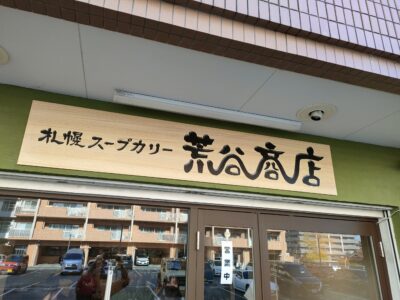 札幌スープカリー 荒谷商店
営業中